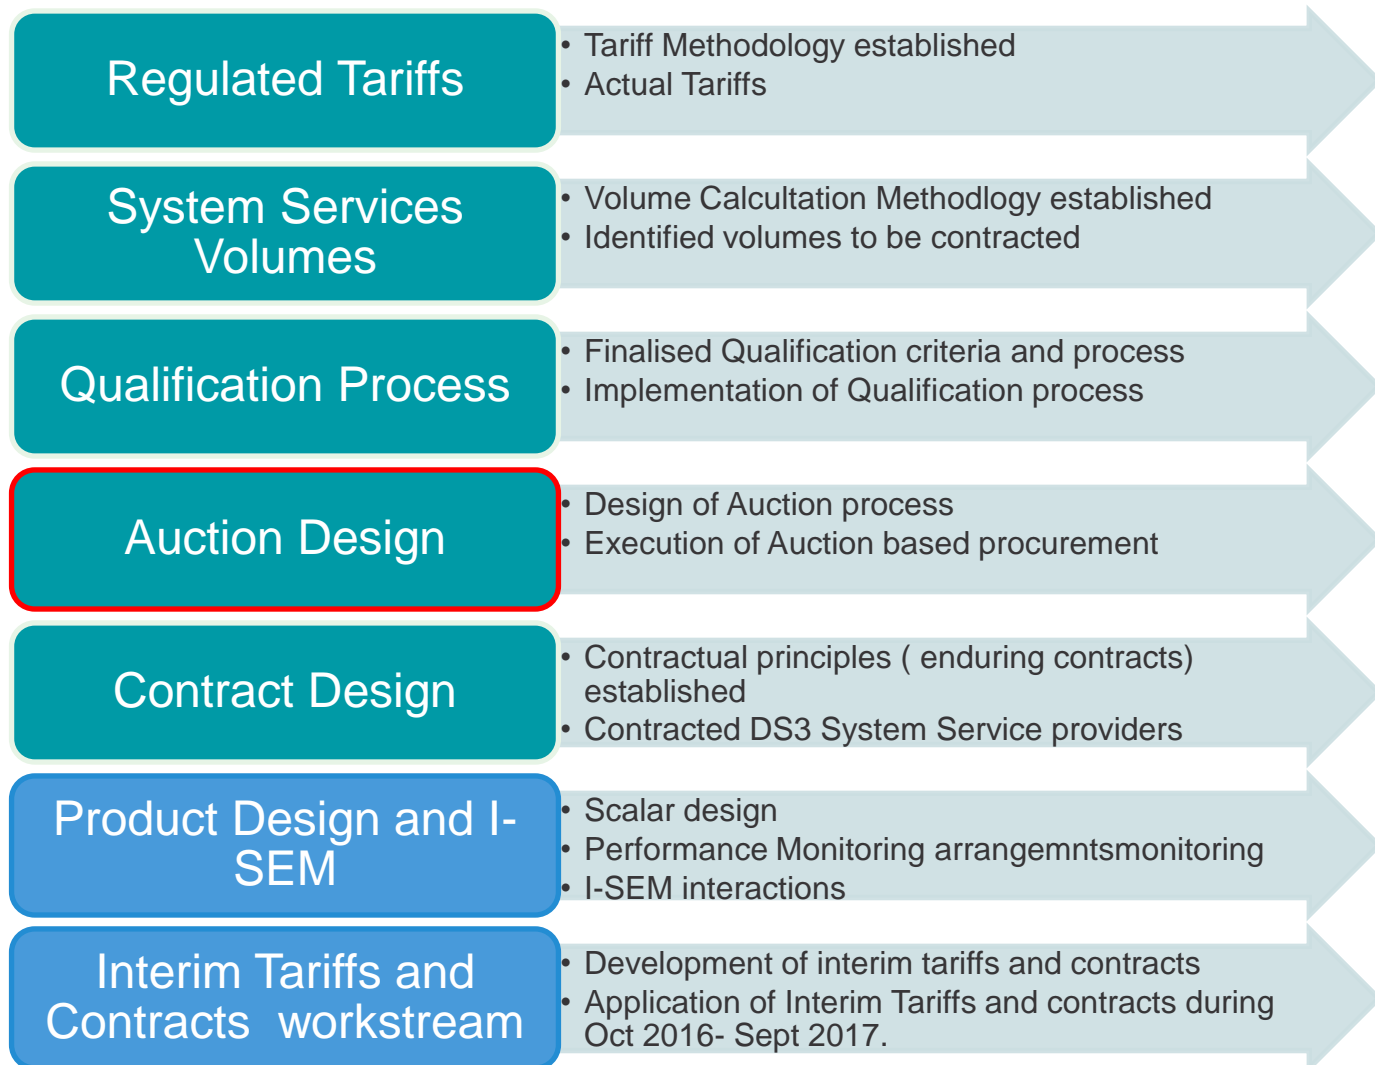 Regulated Tariffs
• Tariff Methodology established
• Actual Tariffs
System Services
Volumes
• Volume Calcultation Methodlogy established
• Identified volumes to be contracted
Qualification Process
• Finalised Qualification criteria and process
• Implementation of Qualification process
Auction Design
• Design of Auction process
• Execution of Auction based procurement
Contract Design
• Contractual principles ( enduring contracts)
established
• Contracted DS3 System Service providers
Product Design and I-
SEM
• Scalar design
• Performance Monitoring arrangemntsmonitoring
• I-SEM interactions
Interim Tariffs and
Contracts  workstream
• Development of interim tariffs and contracts
• Application of Interim Tariffs and contracts during
Oct 2016- Sept 2017.